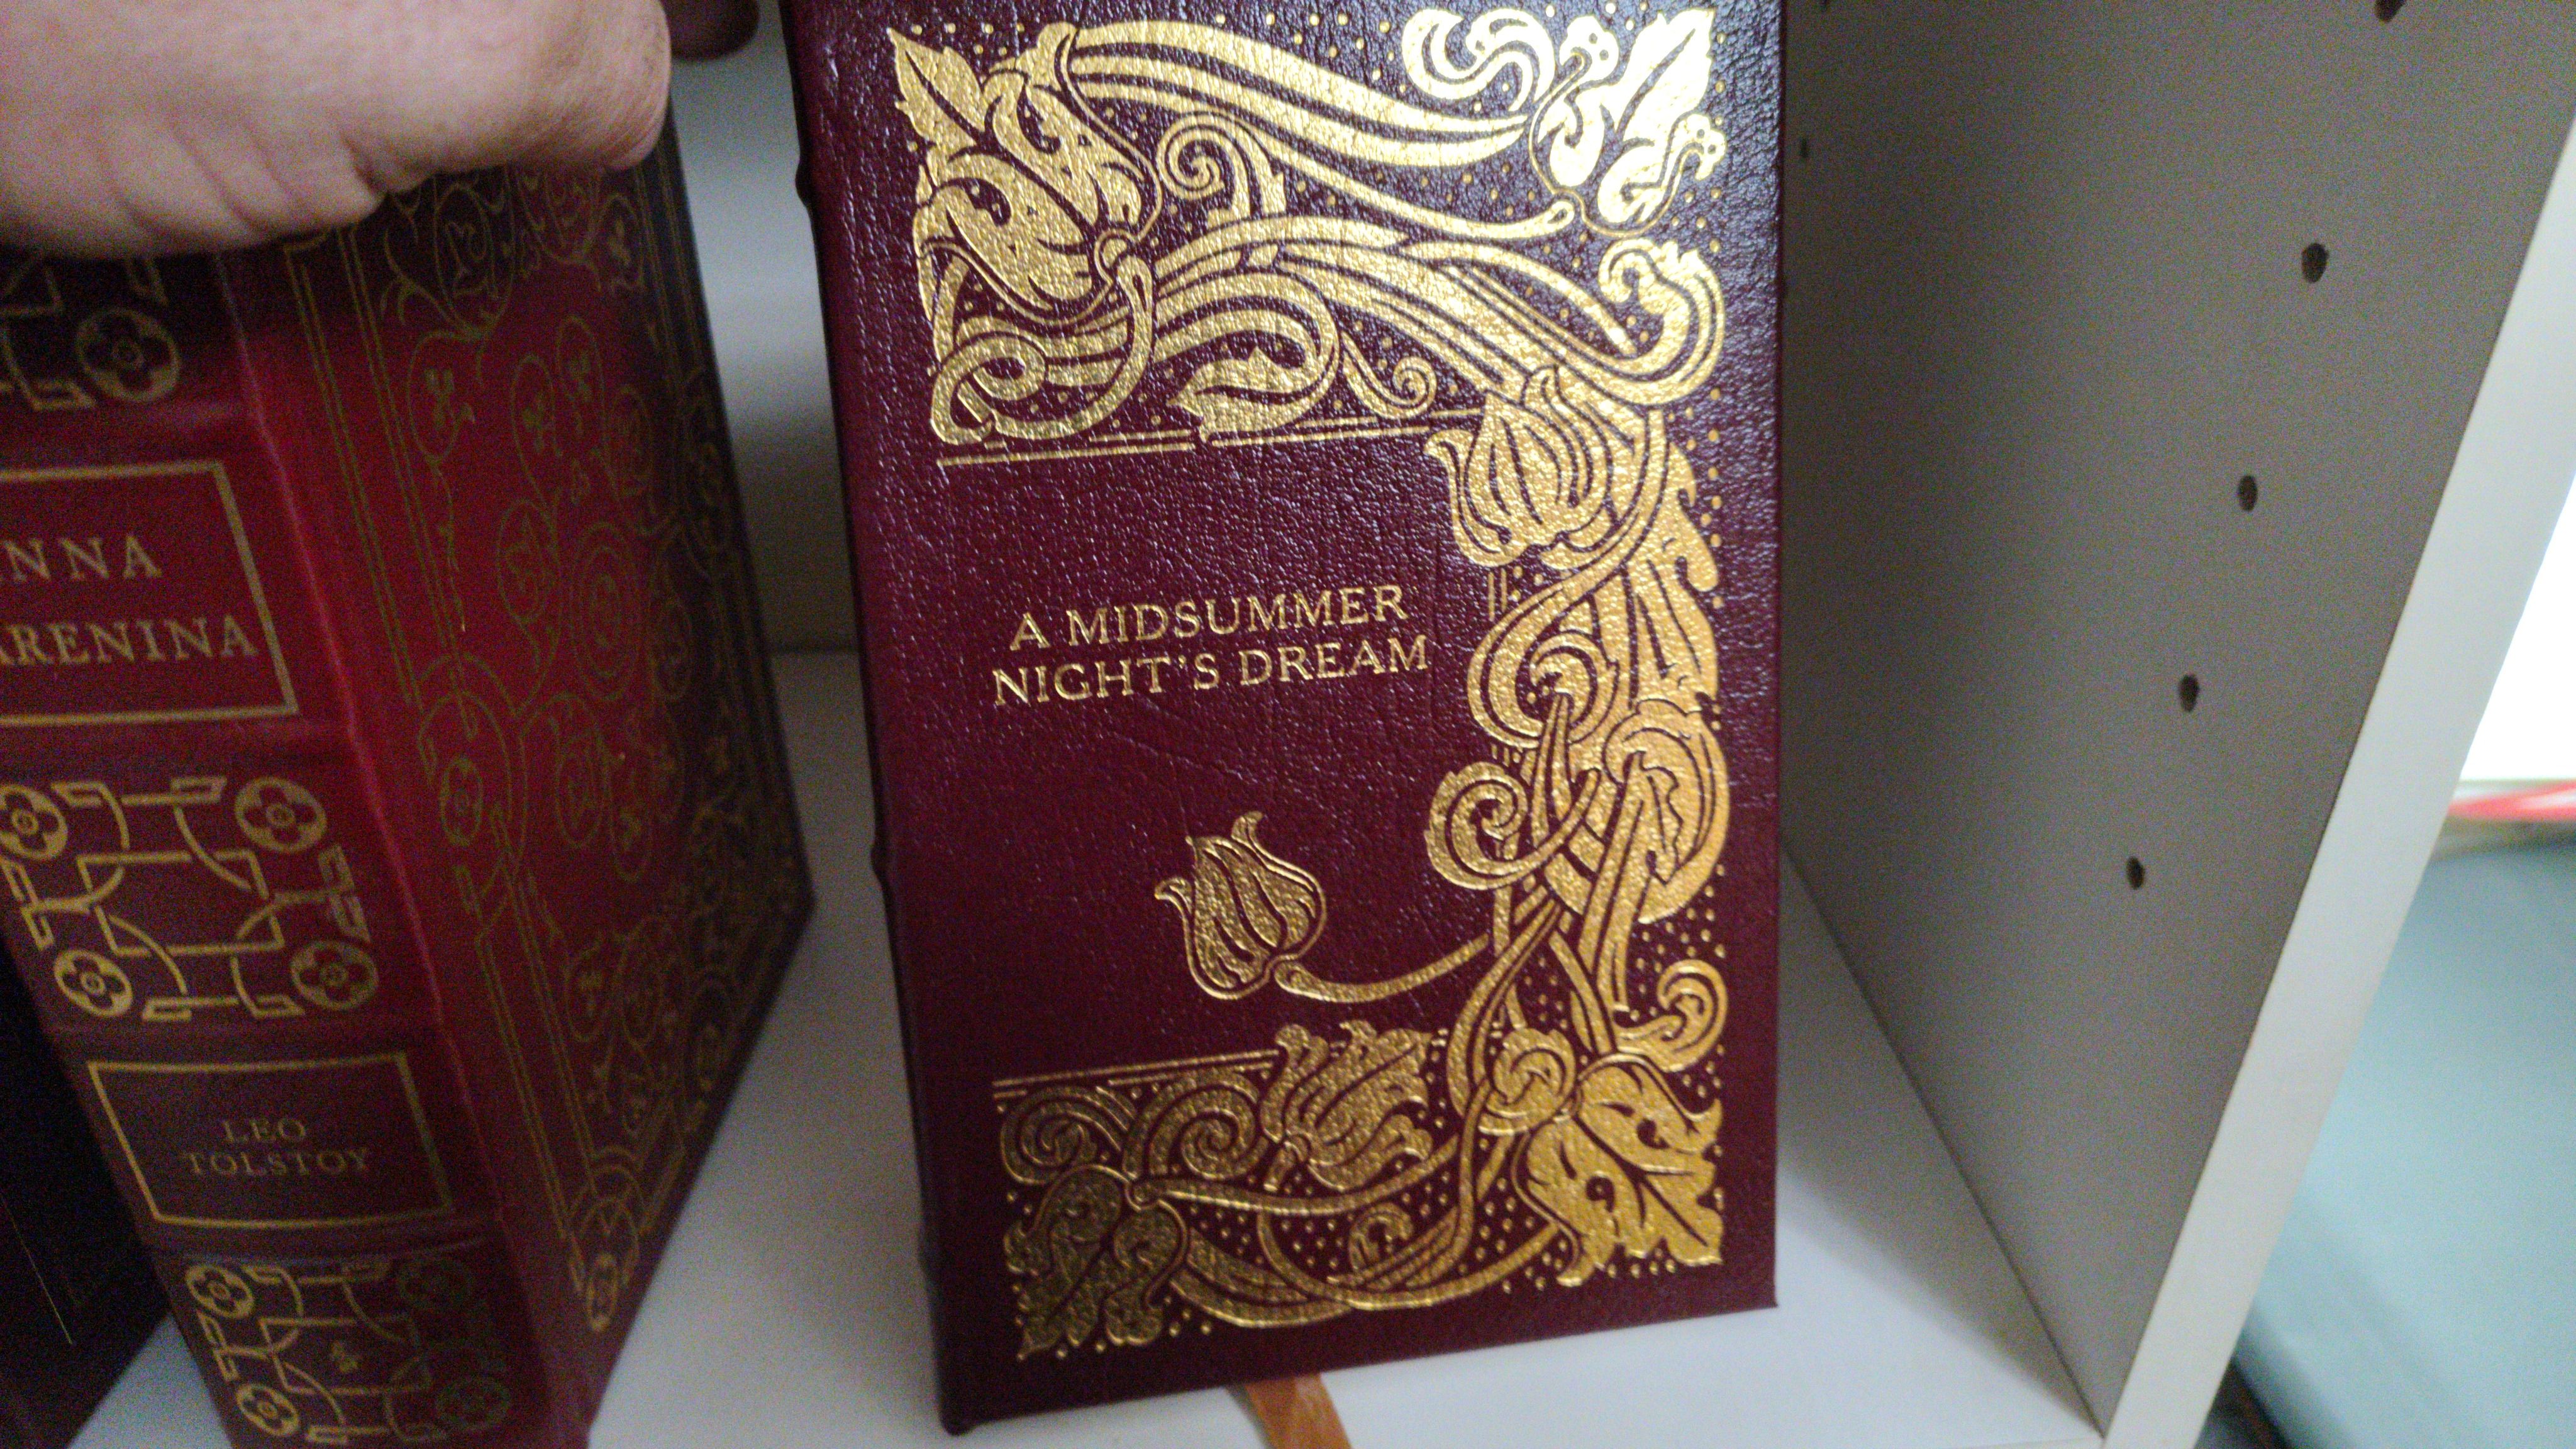 NNA
ARENINA
LEO
TOLSTOY
A MIDSUMMER
NIGHT'S DREAM